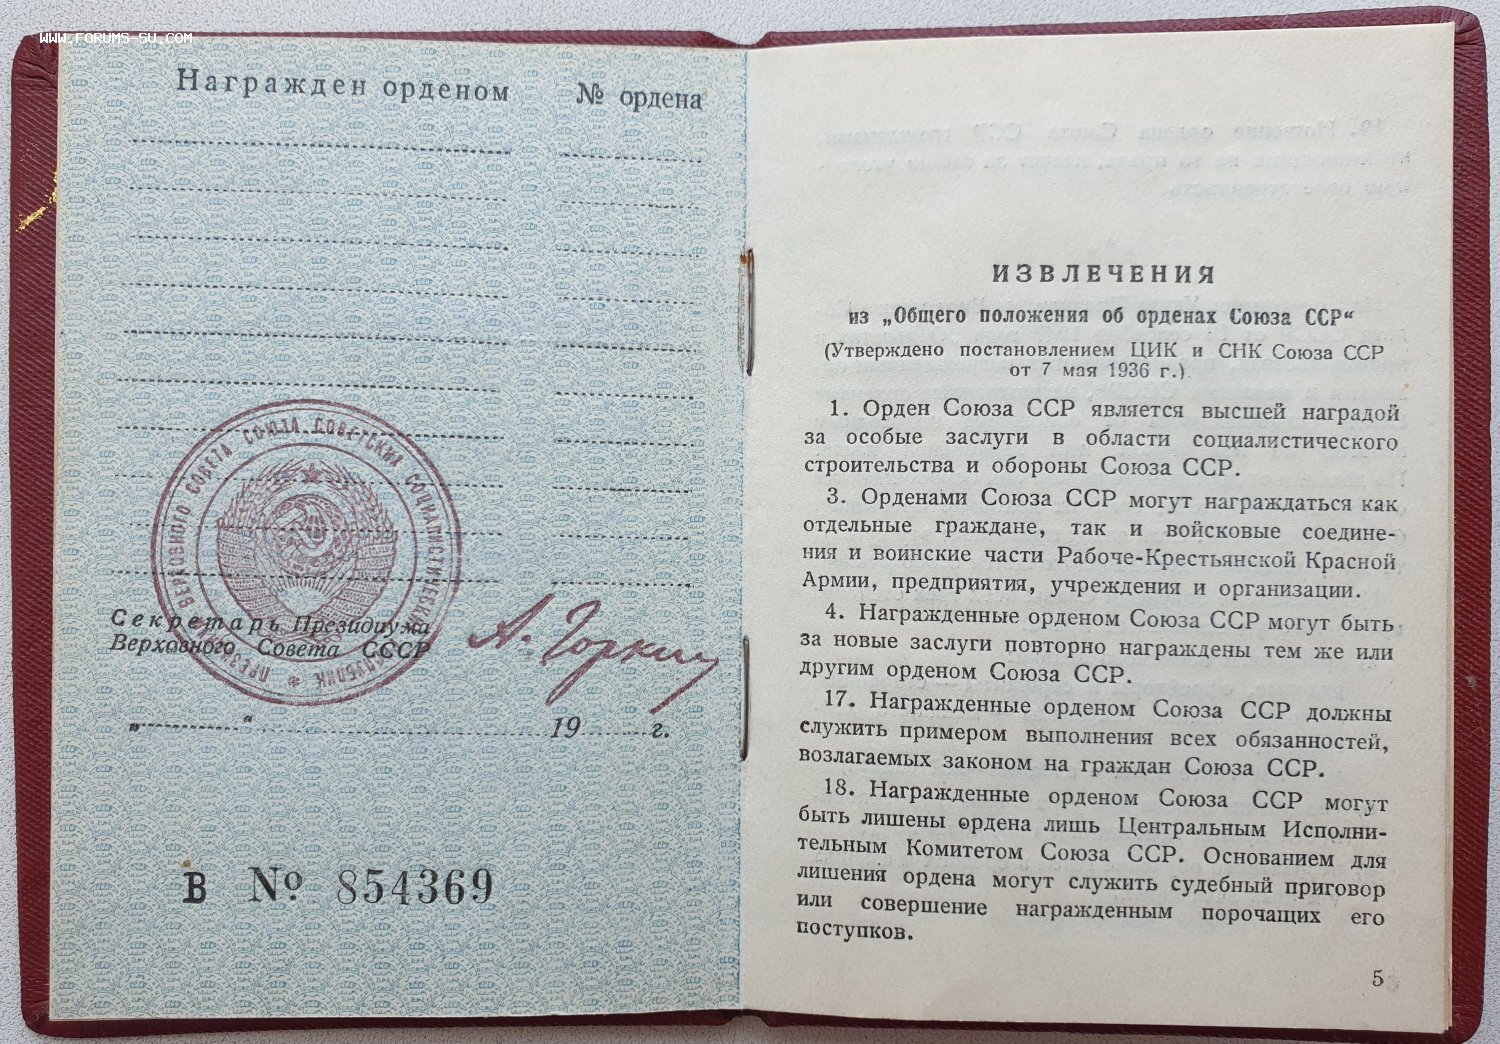 www.forums-su.com
Награжден орденом № ордена
СОВЕТА СОЮЗА СОВЕТСКИХ СОЦИАЛИСТИЧЕСКИХ
Секретарь Президиума
Верховного Совета СССР
А. Горкин
„ “ 19 г.
В № 854369
ИЗВЛЕЧЕНИЯ
из „Общего положения об орденах Союза ССР“
(Утверждено постановлением ЦИК и СНК Союза ССР
от 7 мая 1936 г.)
1. Орден Союза ССР является высшей наградой
за особые заслуги в области социалистического
строительства и обороны Союза ССР.
3. Орденами Союза ССР могут награждаться как
отдельные граждане, так и войсковые соедине-
ния и воинские части Рабоче-Крестьянской Красной
Армии, предприятия, учреждения и организации.
4. Награжденные орденом Союза ССР могут быть
за новые заслуги повторно награждены тем же или
другим орденом Союза ССР.
17. Награжденные орденом Союза ССР должны
служить примером выполнения всех обязанностей,
возлагаемых законом на граждан Союза ССР.
18. Награжденные орденом Союза ССР могут
быть лишены ордена лишь Центральным Исполни-
тельным Комитетом Союза ССР. Основанием для
лишения ордена могут служить судебный приговор
или совершение награжденным порочащих его
поступков.
5